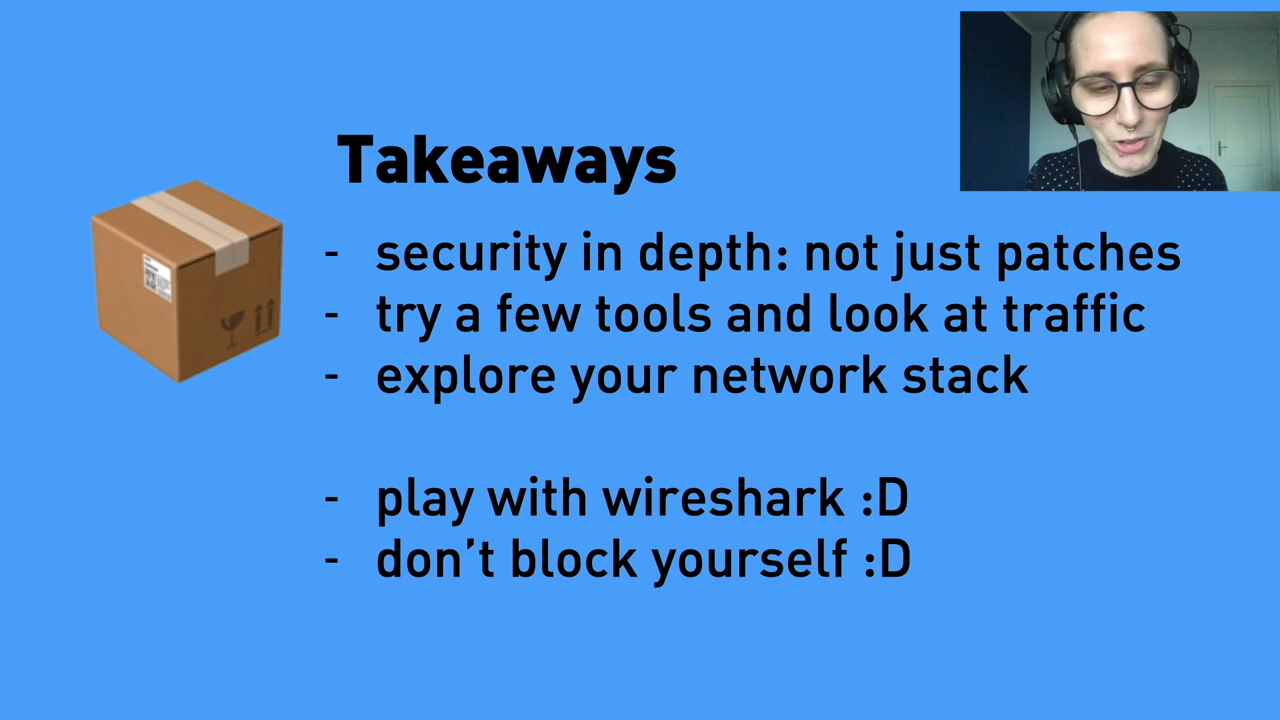 Takeaways
- security in depth: not just patches
- try a few tools and look at traffic
- explore your network stack
- play with wireshark :D
- don’t block yourself :D